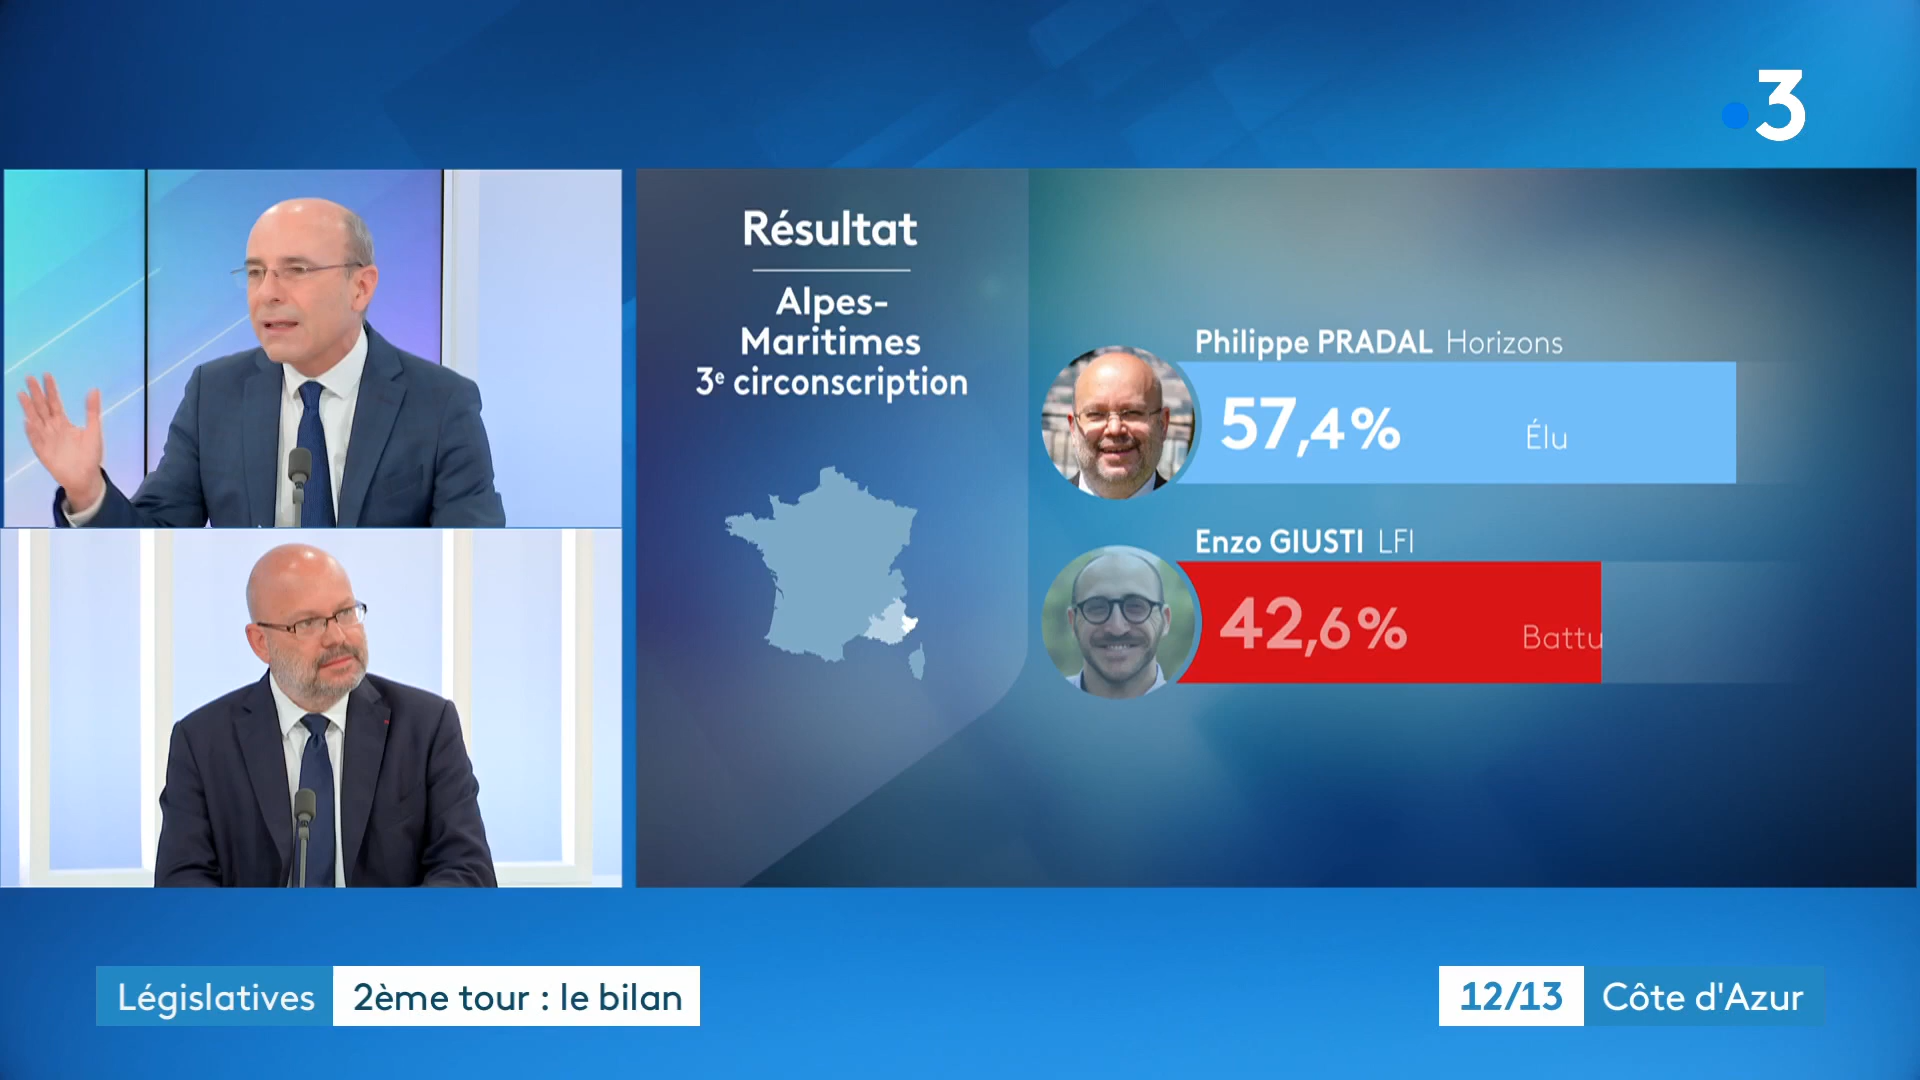 3
Résultat
Alpes-
Maritimes
3e circonscription
Philippe PRADAL Horizons
57,4%
Élu
Enzo GIUSTI LFI
42,6%
Battu
Législatives
2ème tour : le bilan
12/13
Côte d'Azur